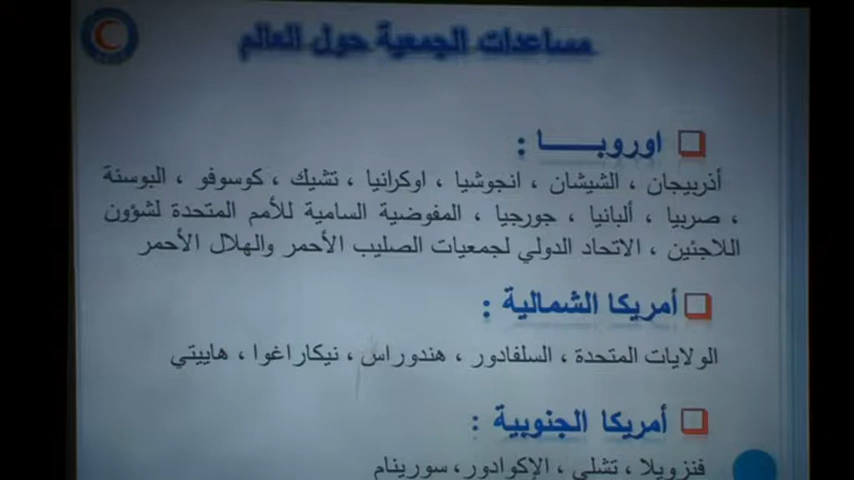 مساعدات الجمعية حول العالم
اوروبــــا :
أذربيجان ، الشيشان ، انجوشيا ، اوكرانيا ، تشيك ، كوسوفو ، البوسنة
، صربيا ، ألبانيا ، جورجيا ، المفوضية السامية للأمم المتحدة لشؤون
اللاجئين ، الاتحاد الدولي لجمعيات الصليب الأحمر والهلال الأحمر
أمريكا الشمالية :
الولايات المتحدة ، السلفادور ، هندوراس ، نيكاراغوا ، هاييتي
أمريكا الجنوبية :
فنزويلا ، تشلي ، الإكوادور ، سورينام